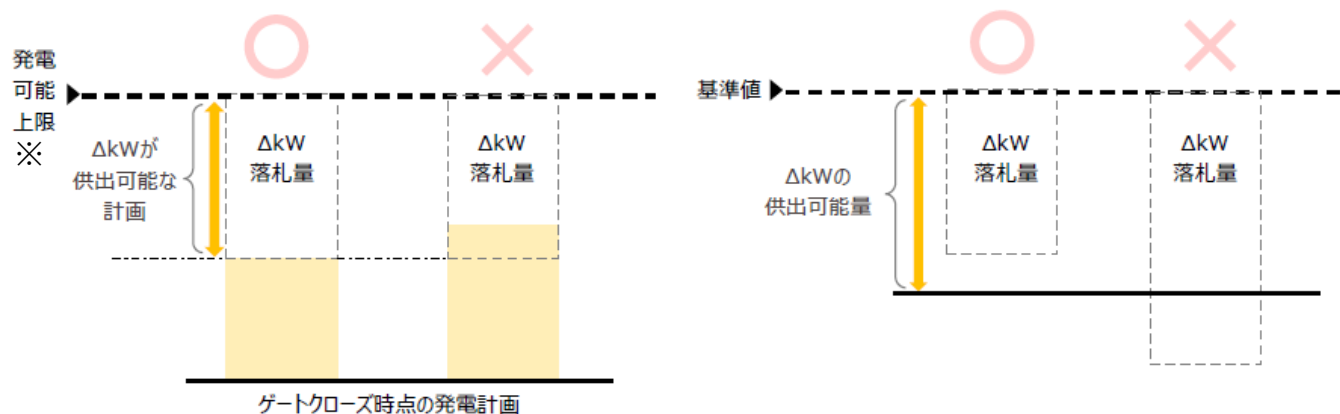 発電
可能
上限
※
ΔkWが
供出可能な
計画
ΔkW
落札量
ΔkW
落札量
ゲートクローズ時点の発電計画
基準値
ΔkWの
供出可能量
ΔkW
落札量
ΔkW
落札量